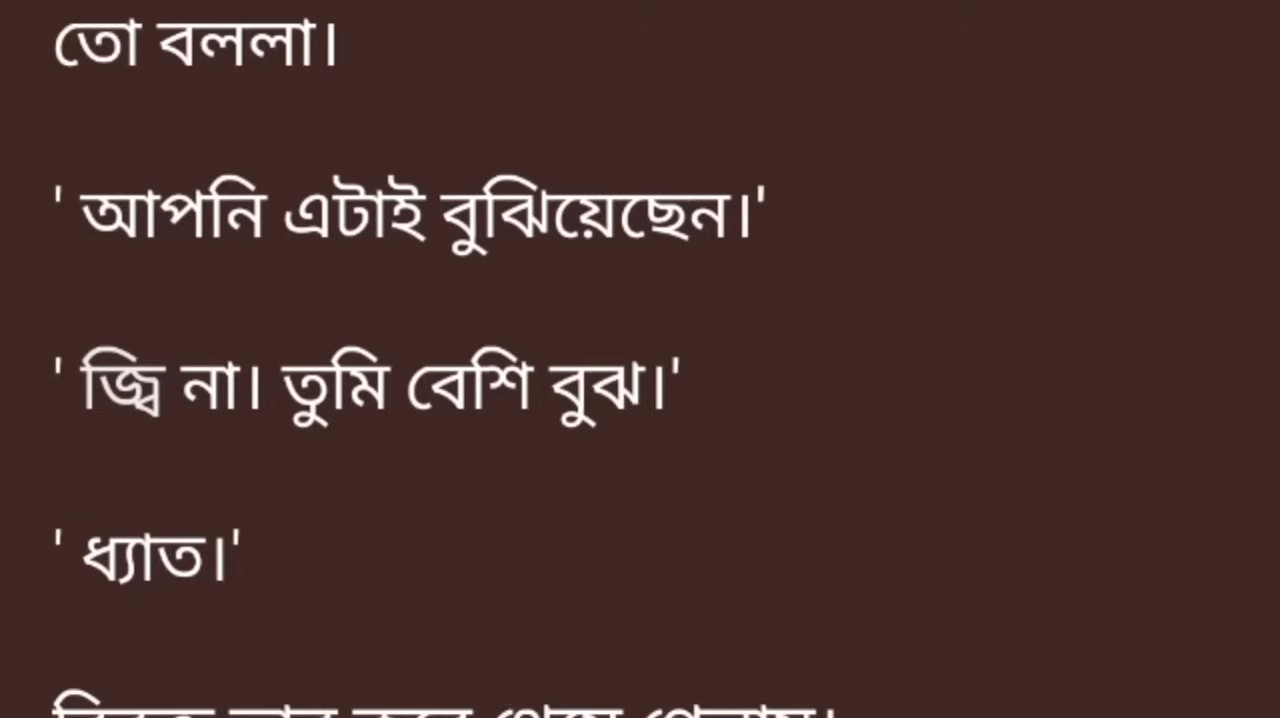 তো বললা।
' আপনি এটাই বুঝিয়েছেন।'
' জ্বি না। তুমি বেশি বুঝ।'
' ধ্যাত।'